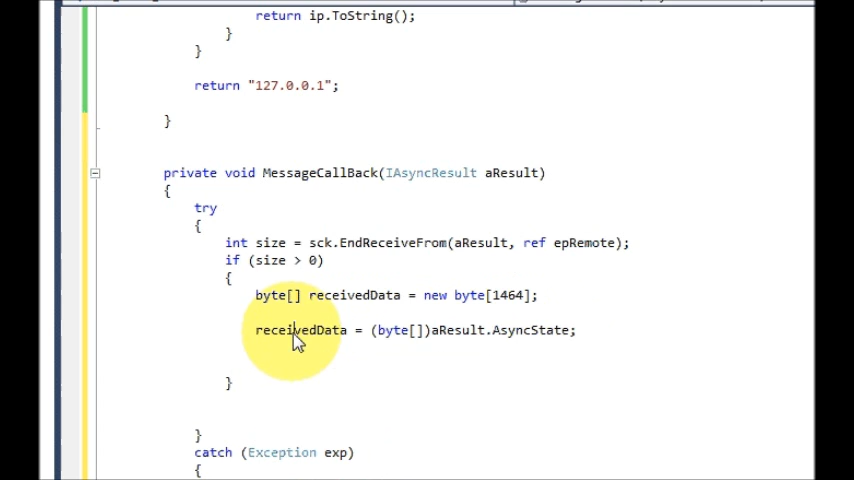 return ip.ToString();
}
}
return "127.0.0.1";
}
private void MessageCallBack(IAsyncResult aResult)
{
try
{
int size = sck.EndReceiveFrom(aResult, ref epRemote);
if (size > 0)
{
byte[] receivedData = new byte[1464];
receivedData = (byte[])aResult.AsyncState;
}
}
catch (Exception exp)
{